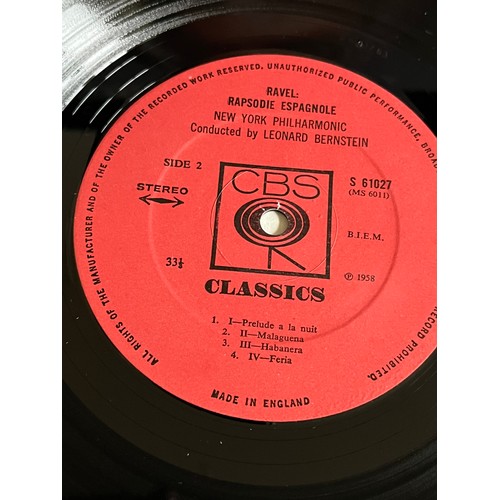 ALL RIGHTS OF THE MANUFACTURER AND OF THE OWNER OF THE RECORDED WORK RESERVED. UNAUTHORIZED PUBLIC PERFORMANCE, BROAD
RECORD PROHIBITED.
RAVEL:
RAPSODIE ESPAGNOLE
NEW YORK PHILHARMONIC
Conducted by LEONARD BERNSTEIN
SIDE 2
CBS
S 61027
STEREO
(MS 6011)
B.I.E.M.
33⅓
℗ 1958
CLASSICS
1. I—Prelude a la nuit
2. II—Malaguena
3. III—Habanera
4. IV—Feria
MADE IN ENGLAND